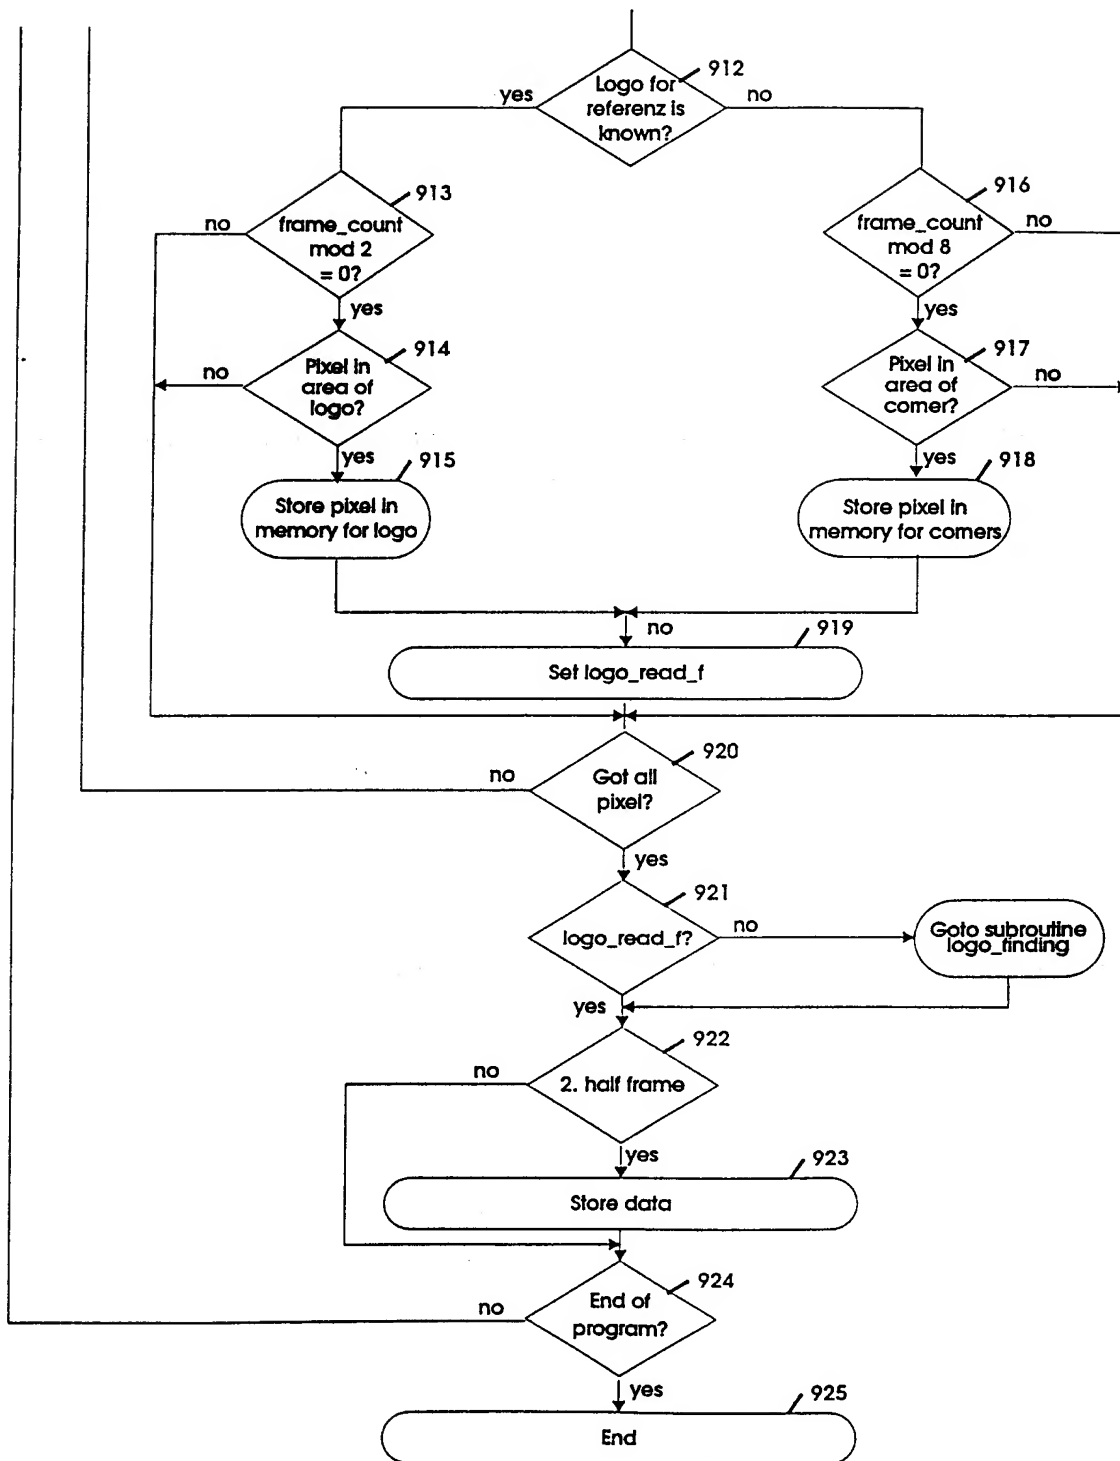 912
Logo for
referenz is
known?
yes
no
913
frame_count
mod 2
= 0?
no
yes
916
frame_count
mod 8
= 0?
no
yes
914
Pixel in
area of
logo?
no
yes
917
Pixel in
area of
corner?
no
yes
915
Store pixel in
memory for logo
918
Store pixel in
memory for corners
no
919
Set logo_read_f
920
Got all
pixel?
no
yes
921
logo_read_f?
no
Goto subroutine
logo_finding
yes
922
2. half frame
no
yes
923
Store data
924
End of
program?
no
yes
925
End